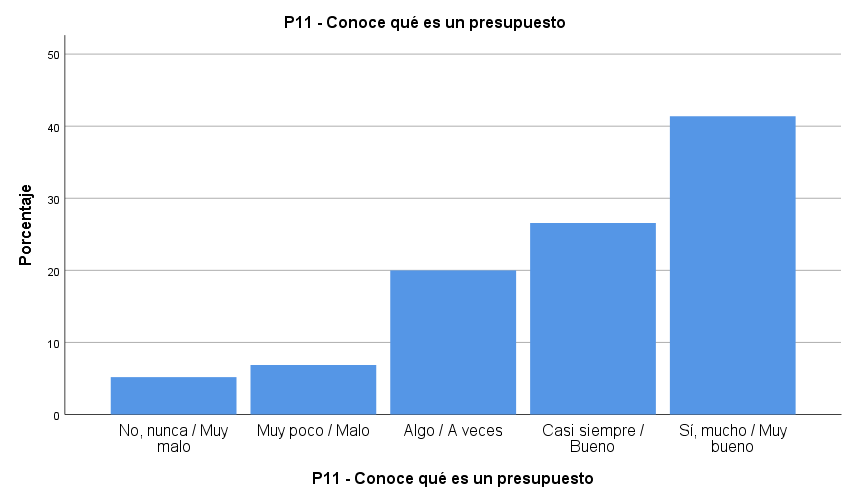 P11 - Conoce qué es un presupuesto
50
40
30
20
10
0
Porcentaje
No, nunca / Muy
malo
Muy poco / Malo
Algo / A veces
Casi siempre /
Bueno
Sí, mucho / Muy
bueno
P11 - Conoce qué es un presupuesto